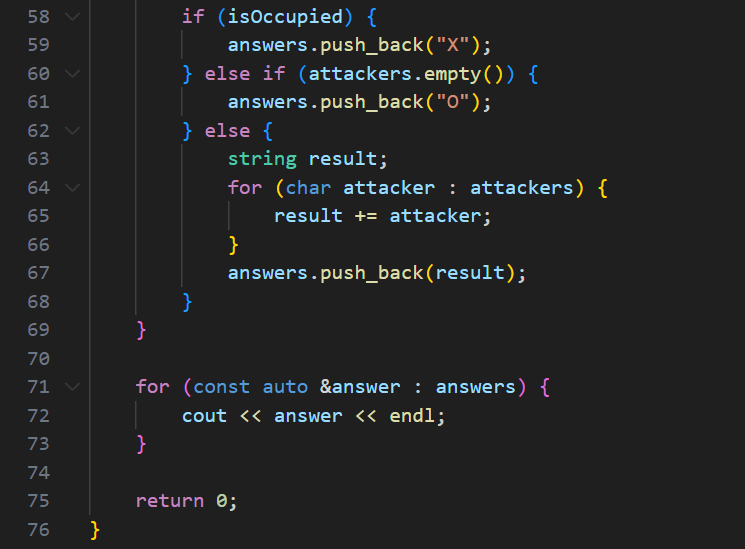 58 if (isOccupied) {
59 answers.push_back("X");
60 } else if (attackers.empty()) {
61 answers.push_back("O");
62 } else {
63 string result;
64 for (char attacker : attackers) {
65 result += attacker;
66 }
67 answers.push_back(result);
68 }
69 }
70
71 for (const auto &answer : answers) {
72 cout << answer << endl;
73 }
74
75 return 0;
76 }